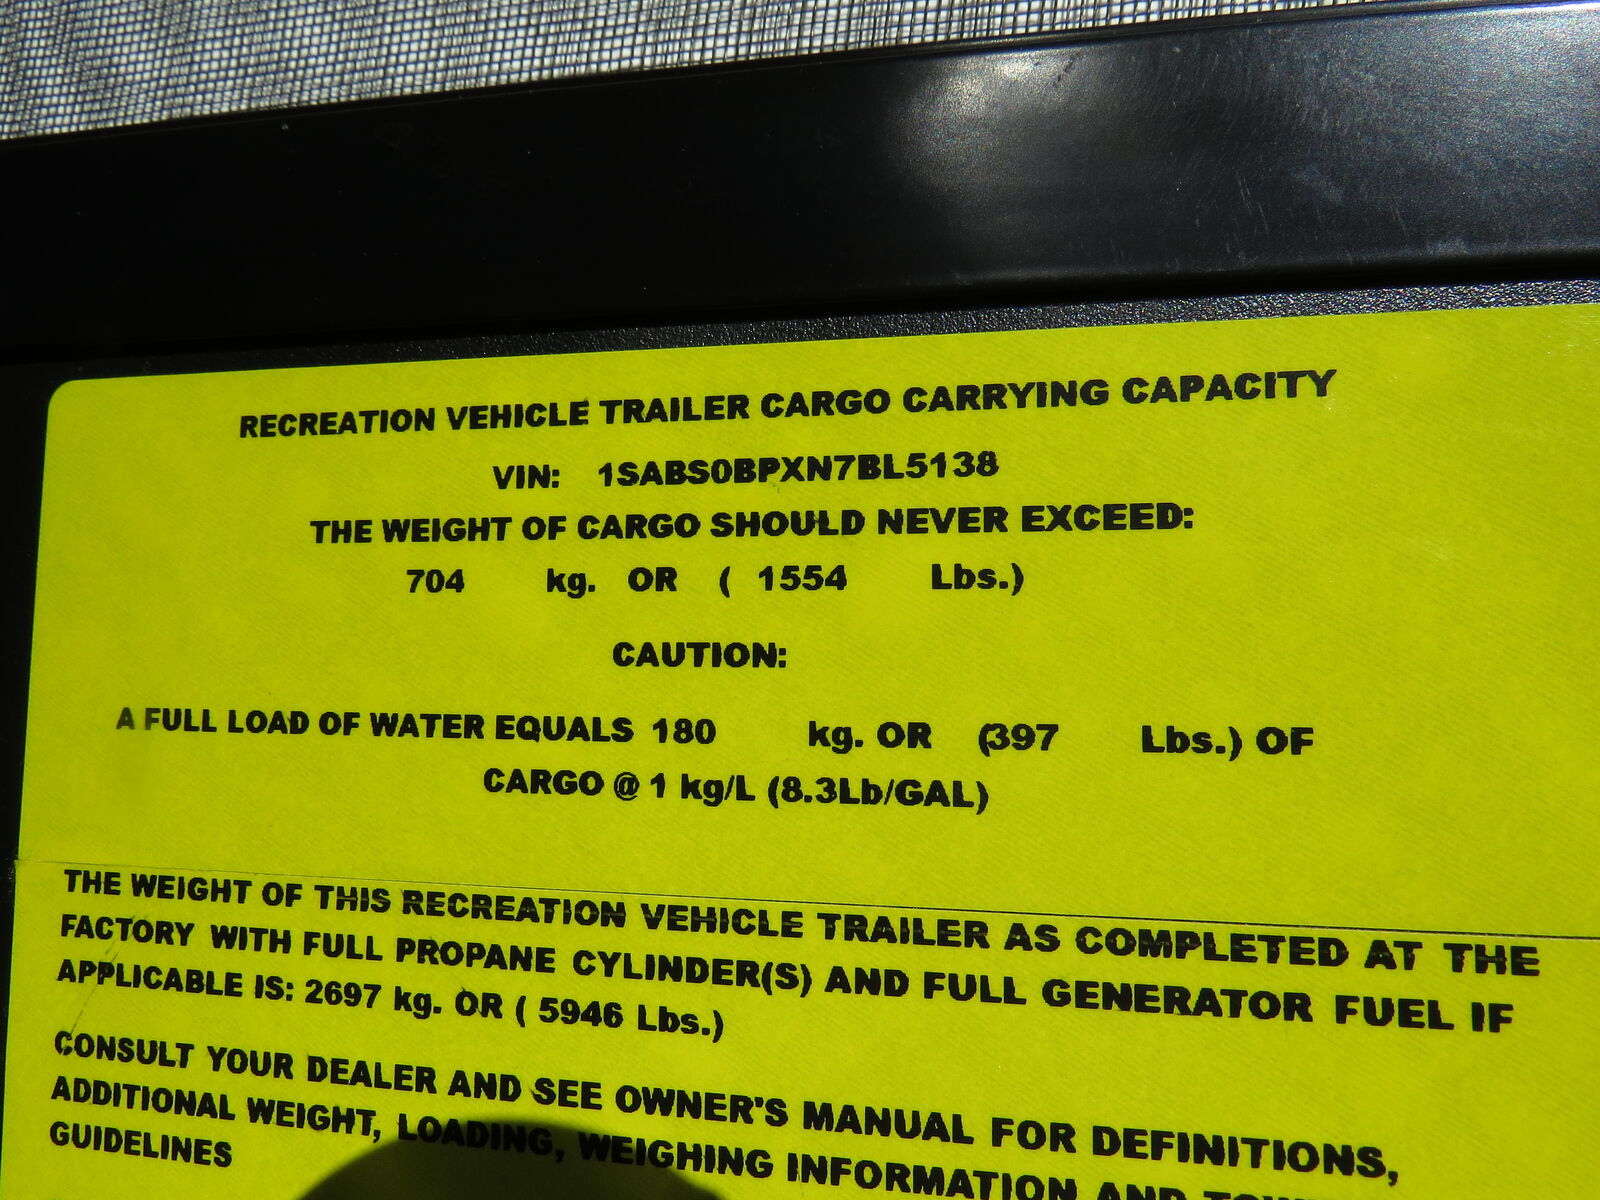 RECREATION VEHICLE TRAILER CARGO CARRYING CAPACITY
VIN: 1SABS0BPXN7BL5138
THE WEIGHT OF CARGO SHOULD NEVER EXCEED:
704 kg. OR ( 1554 Lbs.)
CAUTION:
A FULL LOAD OF WATER EQUALS 180 kg. OR (397 Lbs.) OF
CARGO @ 1 kg/L (8.3Lb/GAL)
THE WEIGHT OF THIS RECREATION VEHICLE TRAILER AS COMPLETED AT THE
FACTORY WITH FULL PROPANE CYLINDER(S) AND FULL GENERATOR FUEL IF
APPLICABLE IS: 2697 kg. OR ( 5946 Lbs.)
CONSULT YOUR DEALER AND SEE OWNER'S MANUAL FOR DEFINITIONS,
ADDITIONAL WEIGHT, LOADING, WEIGHING INFORMATION AND
GUIDELINES